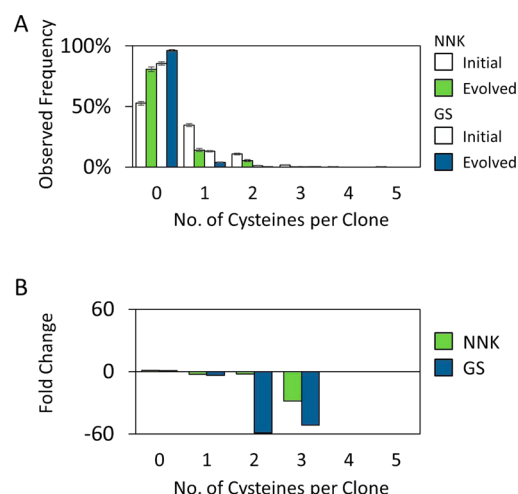 A
Observed Frequency
100%
50%
0%
0 1 2 3 4 5
No. of Cysteines per Clone
NNK
Initial
Evolved
GS
Initial
Evolved
B
Fold Change
60
0
-60
0 1 2 3 4 5
No. of Cysteines per Clone
NNK
GS